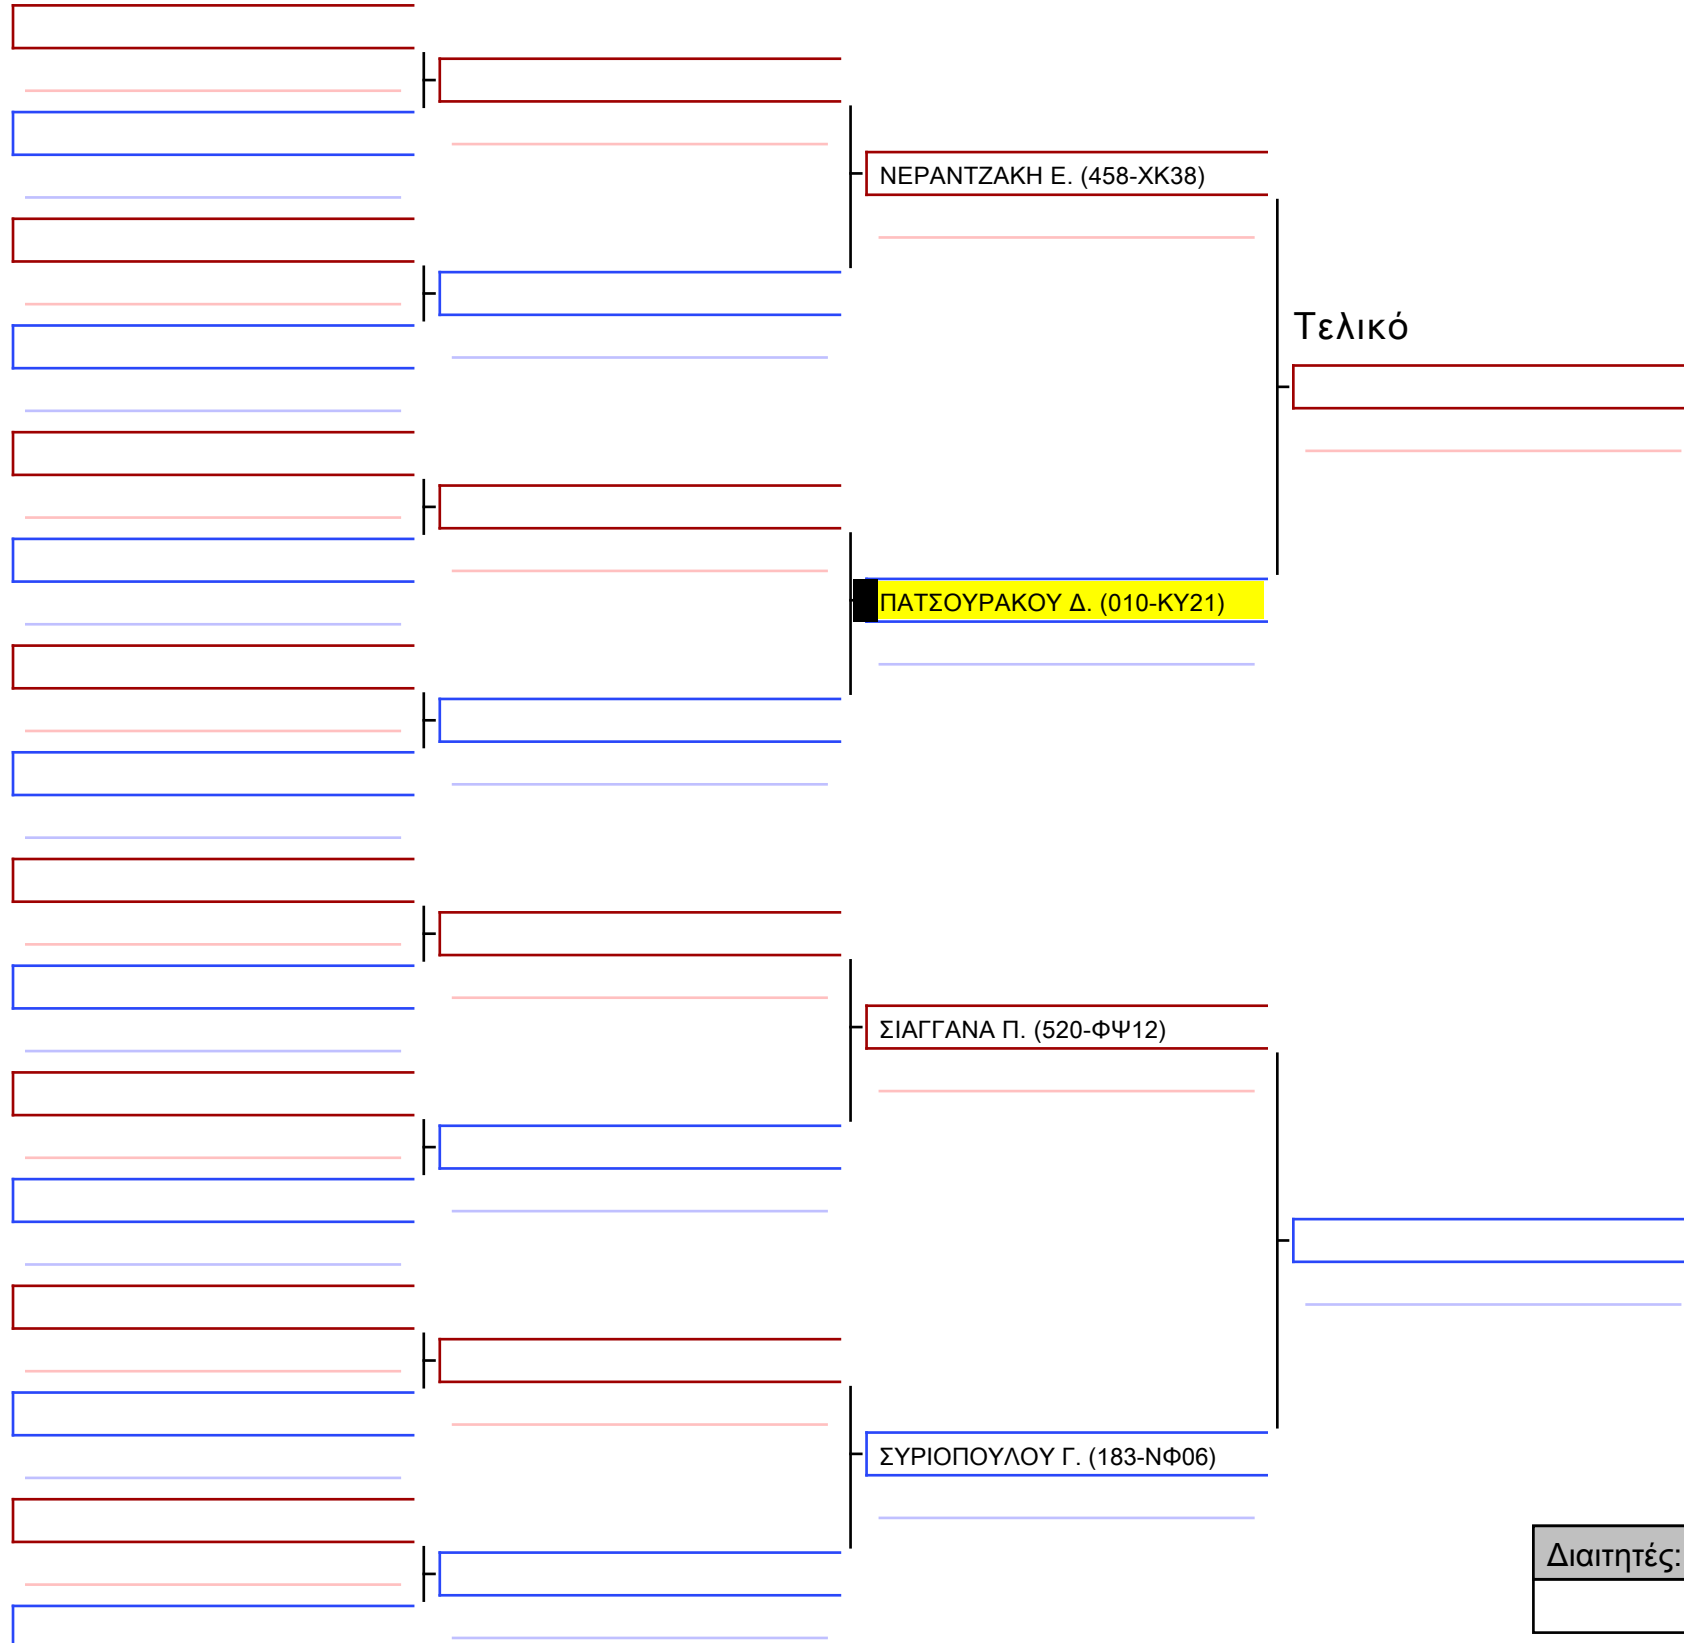 ΝΕΡΑΝΤΖΑΚΗ Ε. (458-ΧΚ38)
Τελικό
ΠΑΤΣΟΥΡΑΚΟΥ Δ. (010-ΚΥ21)
ΣΙΑΓΓΑΝΑ Π. (520-ΦΨ12)
ΣΥΡΙΟΠΟΥΛΟΥ Γ. (183-ΝΦ06)
Διαιτητές: